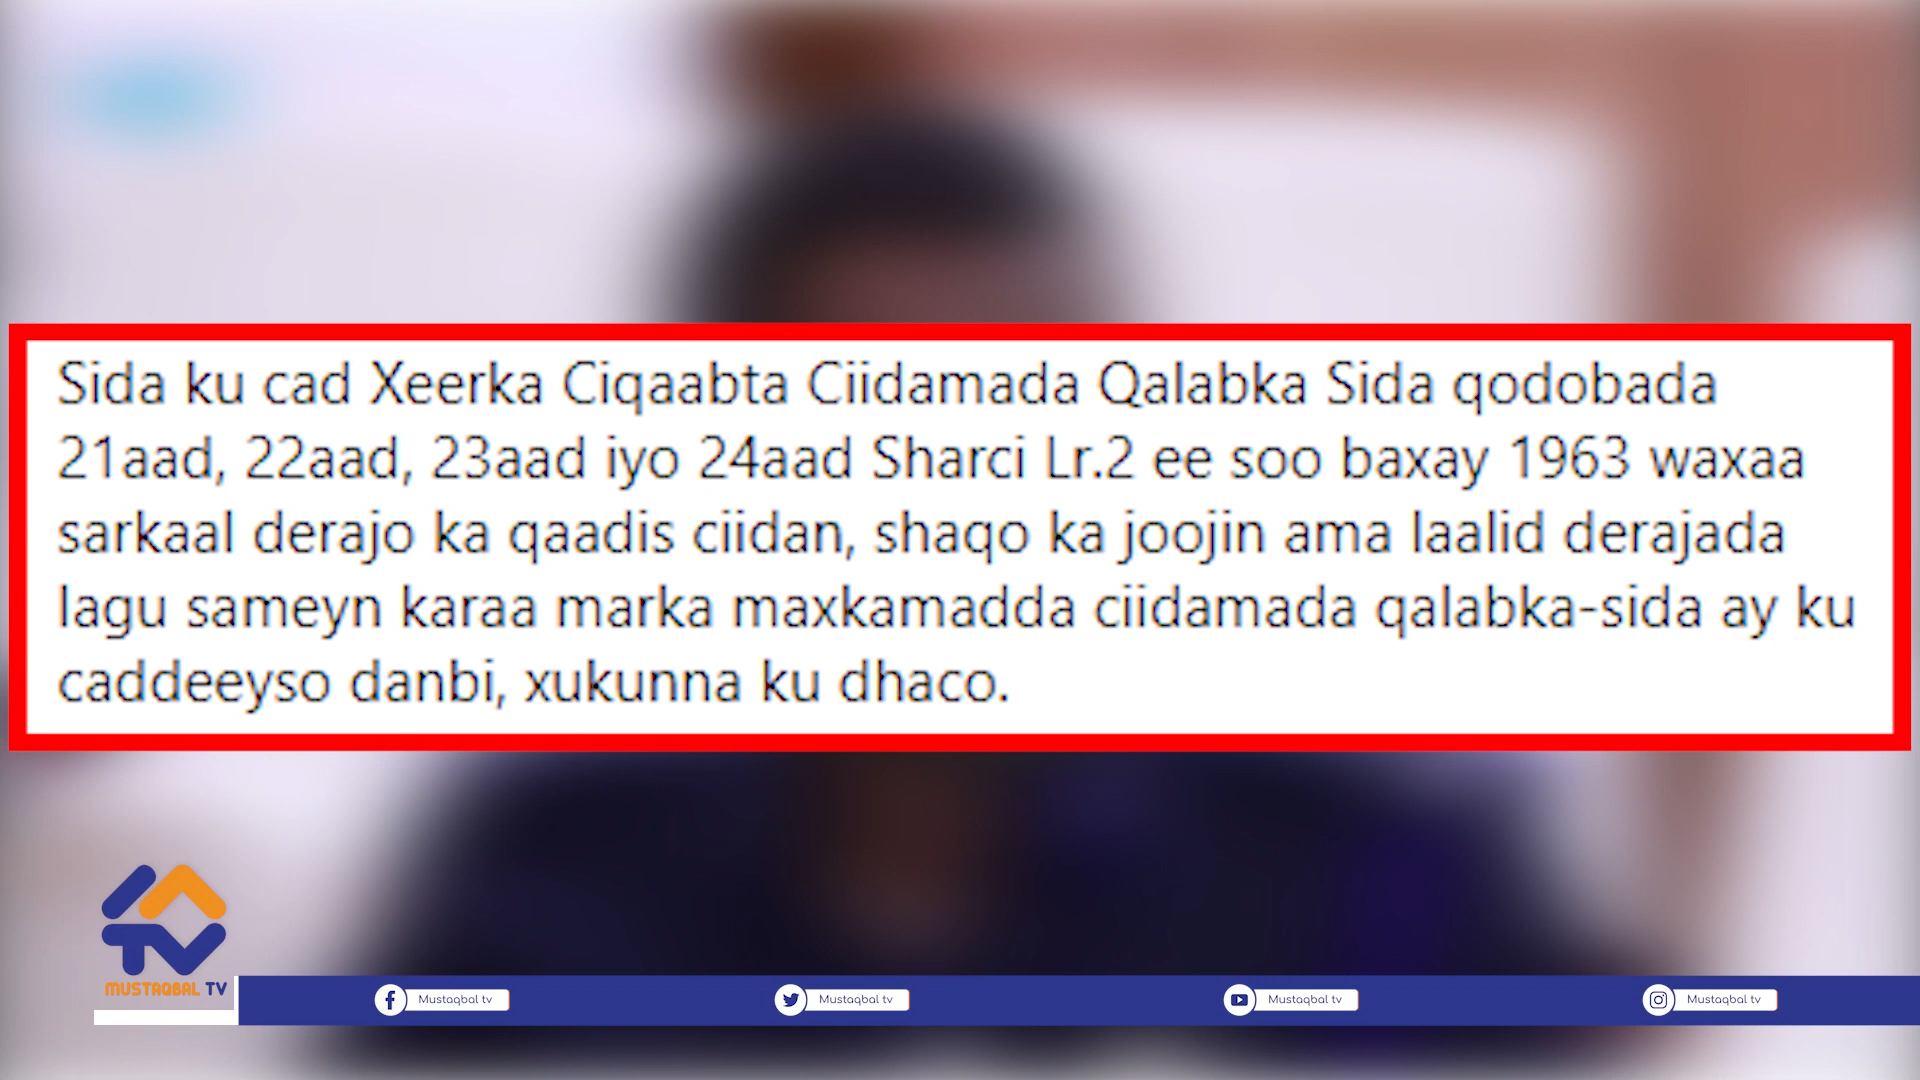 Sida ku cad Xeerka Ciqaabta Ciidamada Qalabka Sida qodobada
21aad, 22aad, 23aad iyo 24aad Sharci Lr.2 ee soo baxay 1963 waxaa
sarkaal derajo ka qaadis ciidan, shaqo ka joojin ama laalid derajada
lagu sameyn karaa marka maxkamadda ciidamada qalabka-sida ay ku
caddeeyso danbi, xukunna ku dhaco.
TV
MUSTAQBAL TV
Mustaqbal tv
Mustaqbal tv
Mustaqbal tv
Mustaqbal tv